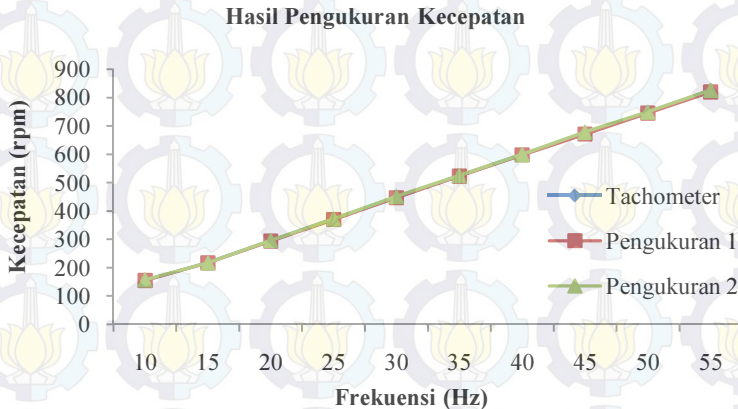 Hasil Pengukuran Kecepatan
Kecepatan (rpm)
900
800
700
600
500
400
300
200
100
0
Tachometer
Pengukuran 1
Pengukuran 2
10 15 20 25 30 35 40 45 50 55
Frekuensi (Hz)